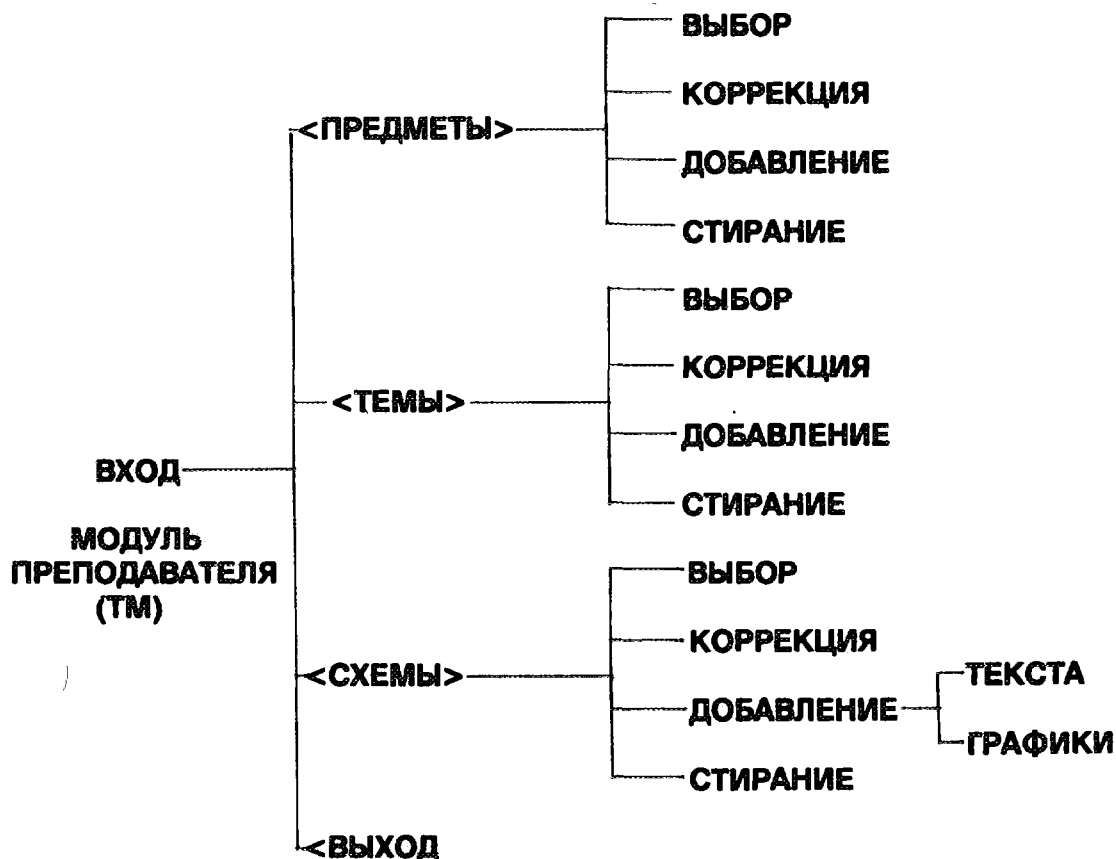 ВЫБОР
КОРРЕКЦИЯ
<ПРЕДМЕТЫ>
ДОБАВЛЕНИЕ
СТИРАНИЕ
ВЫБОР
КОРРЕКЦИЯ
<ТЕМЫ>
ДОБАВЛЕНИЕ
ВХОД
СТИРАНИЕ
МОДУЛЬ
ПРЕПОДАВАТЕЛЯ
(ТМ)
ВЫБОР
КОРРЕКЦИЯ
<СХЕМЫ>
ДОБАВЛЕНИЕ
ТЕКСТА
ГРАФИКИ
СТИРАНИЕ
<ВЫХОД